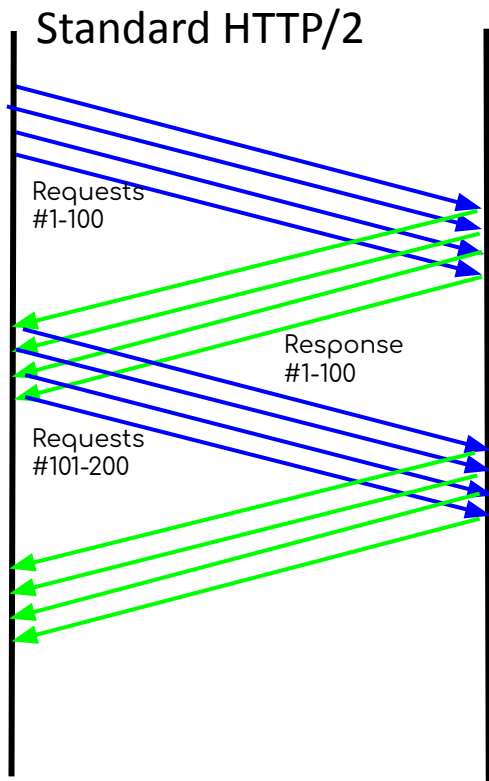 Standard HTTP/2
Requests
#1-100
Response
#1-100
Requests
#101-200